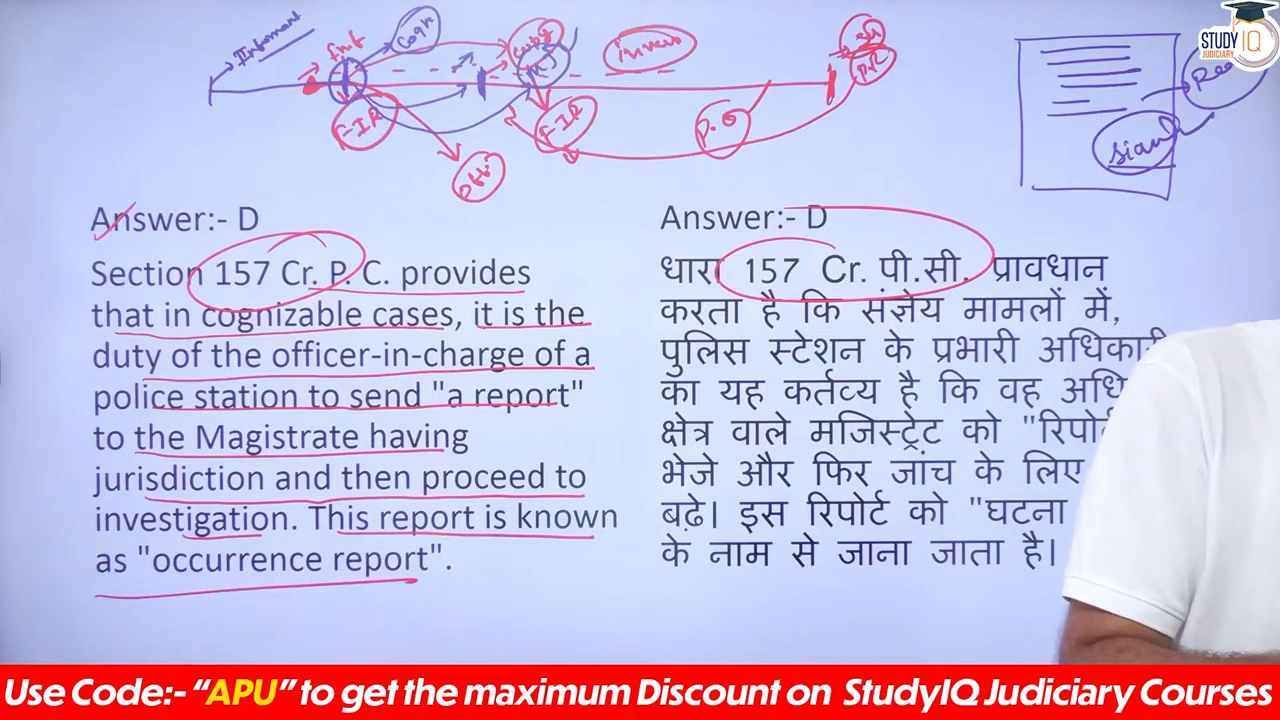 Informant
Cogn
FIR
FIR
P.O
STUDY IQ
JUDICIARY
Answer:- D
Section 157 Cr. P. C. provides
that in cognizable cases, it is the
duty of the officer-in-charge of a
police station to send "a report"
to the Magistrate having
jurisdiction and then proceed to
investigation. This report is known
as "occurrence report".
Answer:- D
धारा 157 Cr. पी.सी. प्रावधान
करता है कि संज्ञेय मामलों में,
पुलिस स्टेशन के प्रभारी अधिकारी
का यह कर्तव्य है कि वह अधि
क्षेत्र वाले मजिस्ट्रेट को "रिपोर्ट
भेजे और फिर जांच के लिए
बढ़े। इस रिपोर्ट को "घटना
के नाम से जाना जाता है।
Use Code:- “APU” to get the maximum Discount on StudyIQ Judiciary Courses